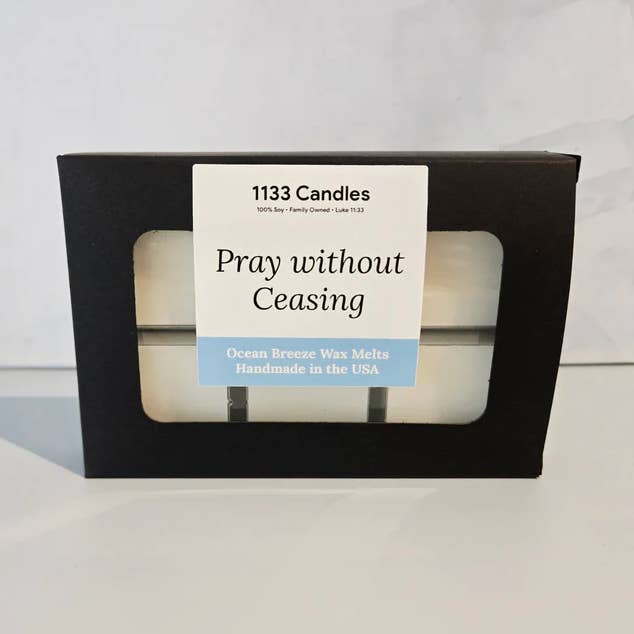 1133 Candles
100% Soy • Family Owned • Luke 11:33
Pray without
Ceasing
Ocean Breeze Wax Melts
Handmade in the USA